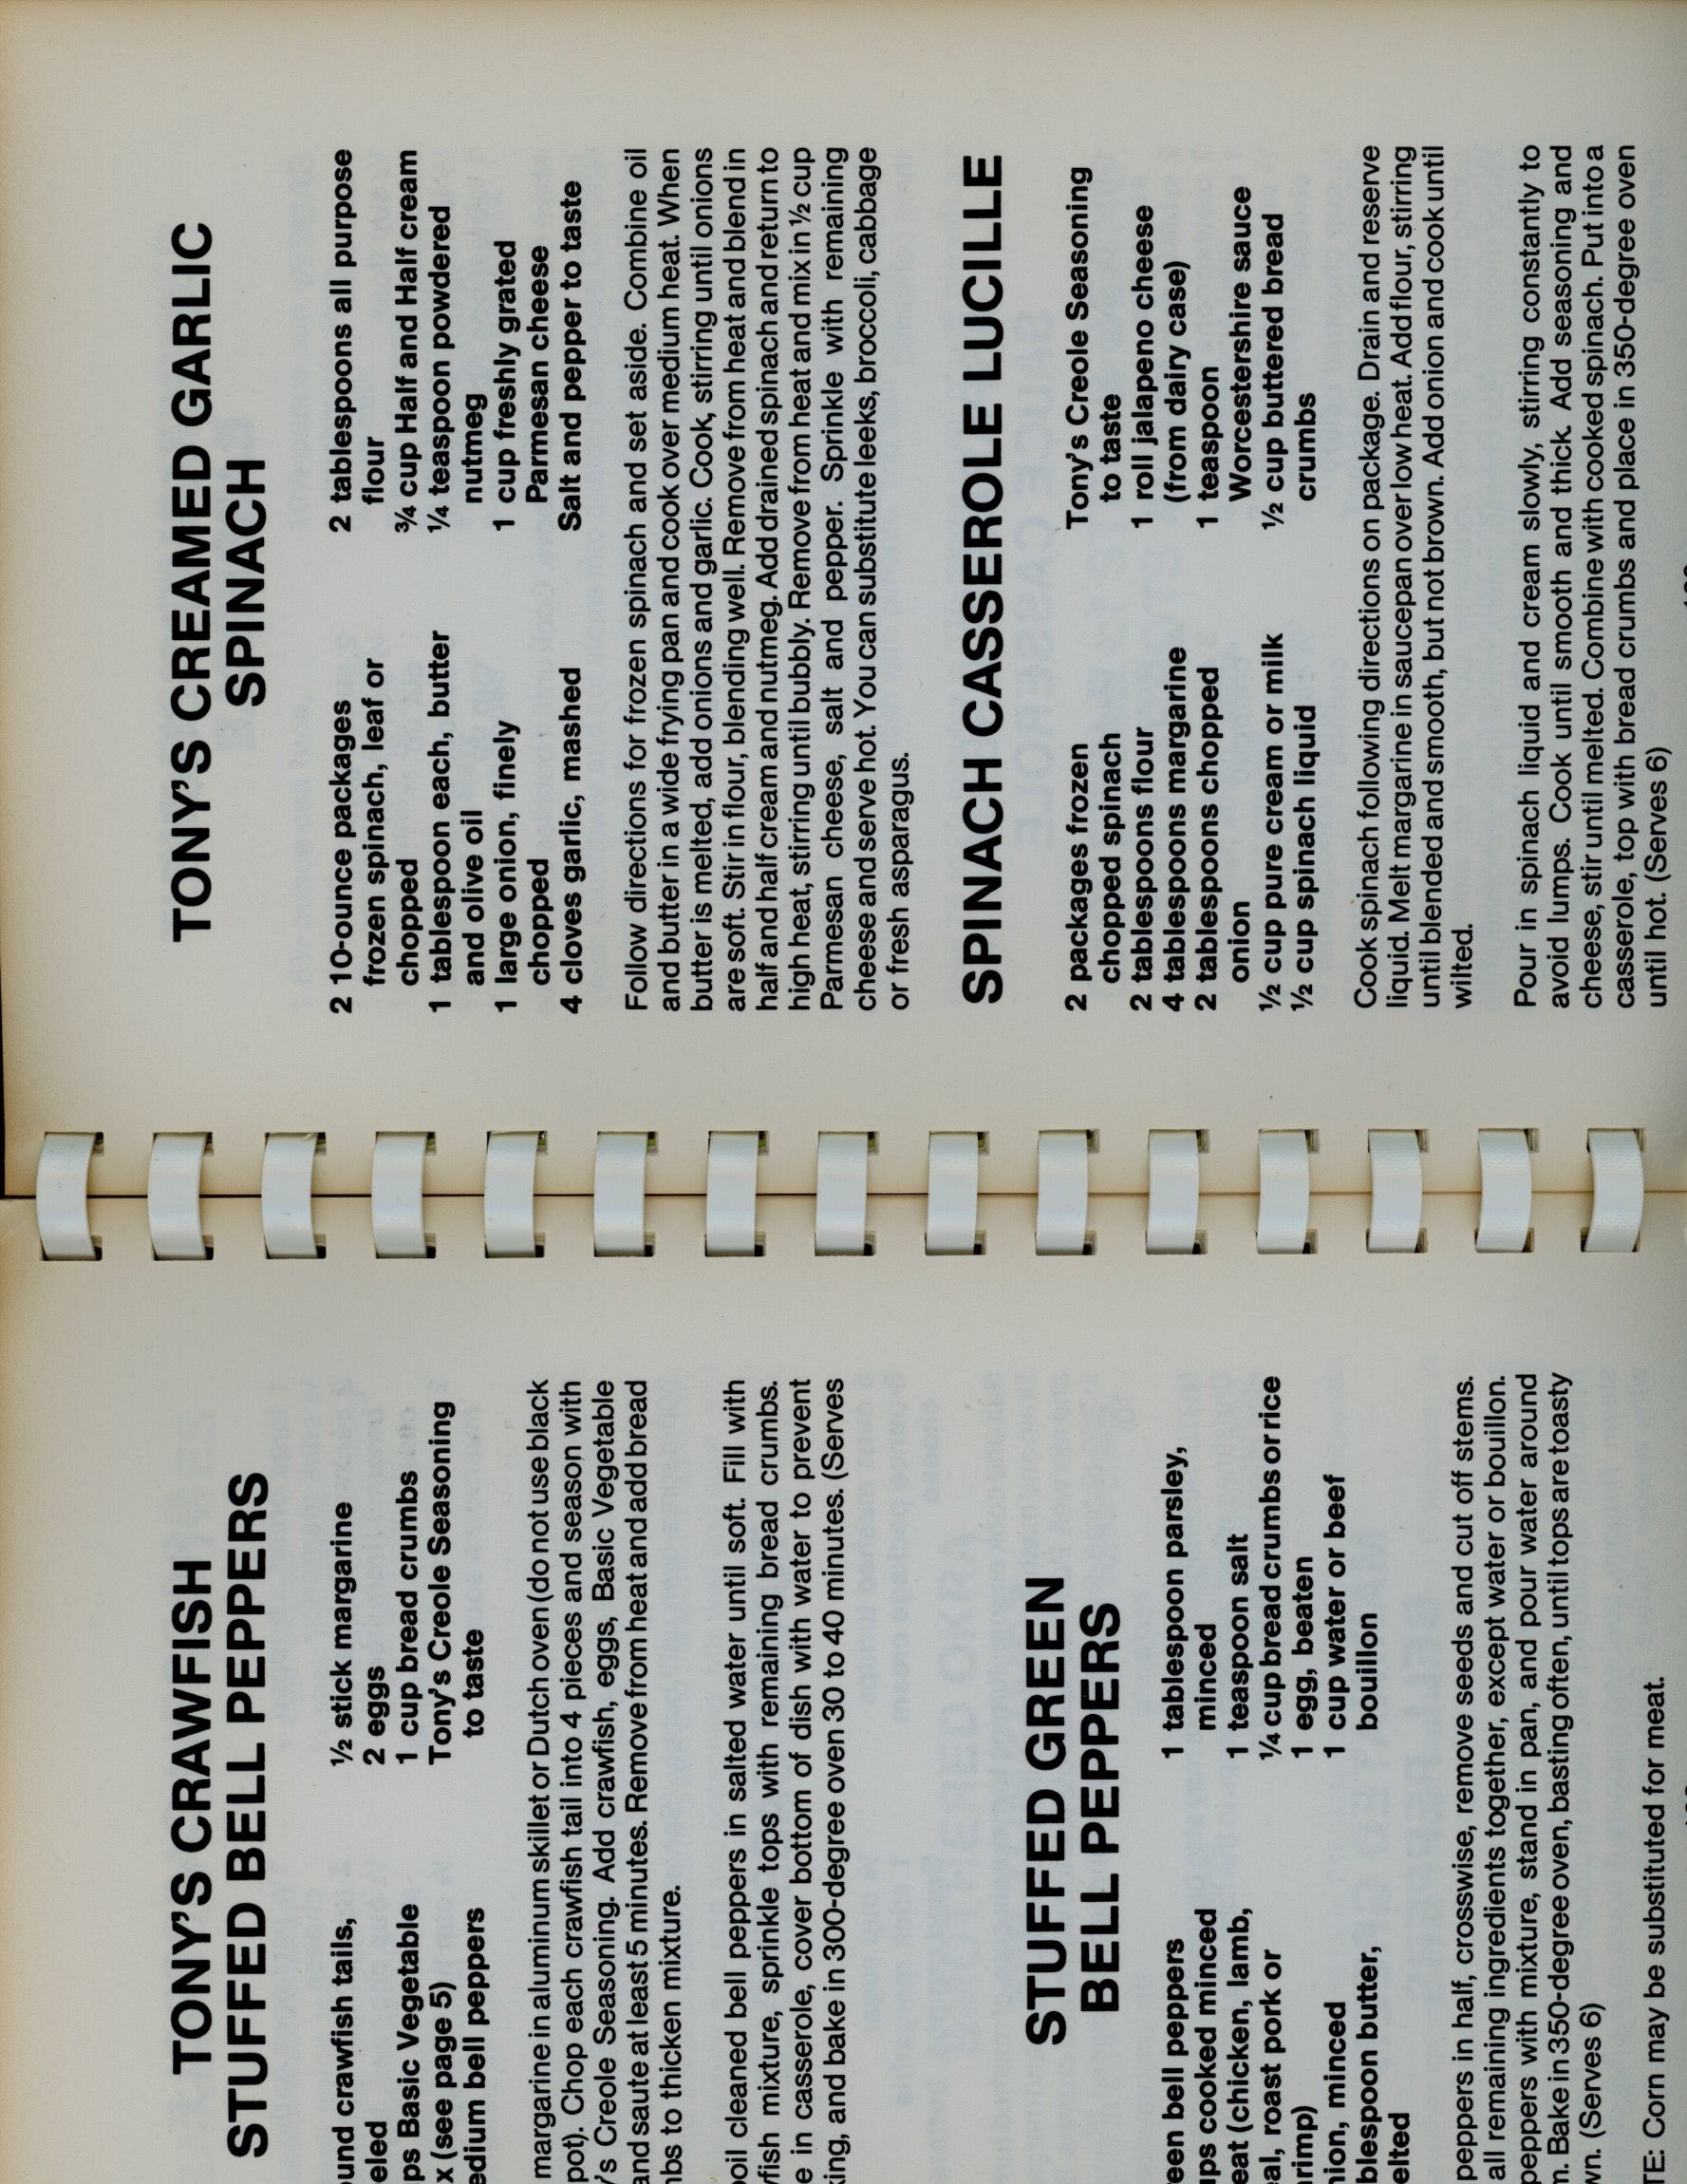 TONY'S CRAWFISH
STUFFED BELL PEPPERS
crawfish tails,
½ stick margarine
2 eggs
Basic Vegetable
1 cup bread crumbs
(see page 5)
Tony's Creole Seasoning
bell peppers
to taste
margarine in aluminum skillet or Dutch oven (do not use black
pot). Chop each crawfish tail into 4 pieces and season with
Creole Seasoning. Add crawfish, eggs, Basic Vegetable
and saute at least 5 minutes. Remove from heat and add bread
to thicken mixture.
cleaned bell peppers in salted water until soft. Fill with
mixture, sprinkle tops with remaining bread crumbs.
in casserole, cover bottom of dish with water to prevent
and bake in 300-degree oven 30 to 40 minutes. (Serves
STUFFED GREEN
BELL PEPPERS
bell peppers
cooked minced
(chicken, lamb,
roast pork or
minced
butter,
1 tablespoon parsley,
minced
1 teaspoon salt
¼ cup bread crumbs or rice
1 egg, beaten
1 cup water or beef
bouillon
peppers in half, crosswise, remove seeds and cut off stems.
all remaining ingredients together, except water or bouillon.
peppers with mixture, stand in pan, and pour water around
Bake in 350-degree oven, basting often, until tops are toasty
(Serves 6)
Corn may be substituted for meat.
TONY'S CREAMED GARLIC
SPINACH
2 10-ounce packages
frozen spinach, leaf or
chopped
1 tablespoon each, butter
and olive oil
1 large onion, finely
chopped
4 cloves garlic, mashed
2 tablespoons all purpose
flour
¾ cup Half and Half cream
¼ teaspoon powdered
nutmeg
1 cup freshly grated
Parmesan cheese
Salt and pepper to taste
Follow directions for frozen spinach and set aside. Combine oil
and butter in a wide frying pan and cook over medium heat. When
butter is melted, add onions and garlic. Cook, stirring until onions
are soft. Stir in flour, blending well. Remove from heat and blend in
half and half cream and nutmeg. Add drained spinach and return to
high heat, stirring until bubbly. Remove from heat and mix in ½ cup
Parmesan cheese, salt and pepper. Sprinkle with remaining
cheese and serve hot. You can substitute leeks, broccoli, cabbage
or fresh asparagus.
SPINACH CASSEROLE LUCILLE
2 packages frozen
chopped spinach
2 tablespoons flour
4 tablespoons margarine
2 tablespoons chopped
onion
½ cup pure cream or milk
½ cup spinach liquid
Tony's Creole Seasoning
to taste
1 roll jalapeno cheese
(from dairy case)
1 teaspoon
Worcestershire sauce
½ cup buttered bread
crumbs
Cook spinach following directions on package. Drain and reserve
liquid. Melt margarine in saucepan over low heat. Add flour, stirring
until blended and smooth, but not brown. Add onion and cook until
wilted.
Pour in spinach liquid and cream slowly, stirring constantly to
avoid lumps. Cook until smooth and thick. Add seasoning and
cheese, stir until melted. Combine with cooked spinach. Put into a
casserole, top with bread crumbs and place in 350-degree oven
until hot. (Serves 6)